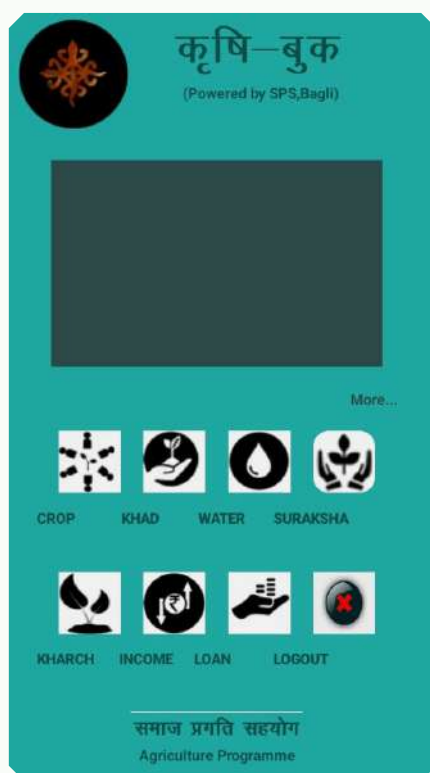 कृषि–बुक
(Powered by SPS,Bagli)
More...
CROP KHAD WATER SURAKSHA
KHARCH INCOME LOAN LOGOUT
समाज प्रगति सहयोग
Agriculture Programme